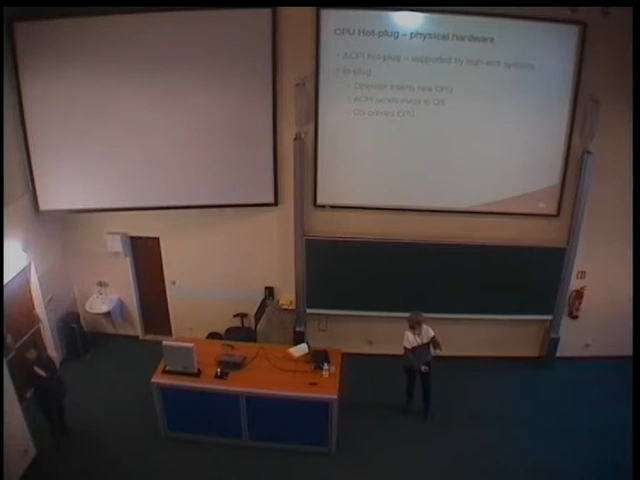 CPU Hot-plug – physical hardware
ACPI Hot-plug – supported by high-end systems
In-plug
Operator inserts new CPU
ACPI sends event to OS
OS onlines CPU